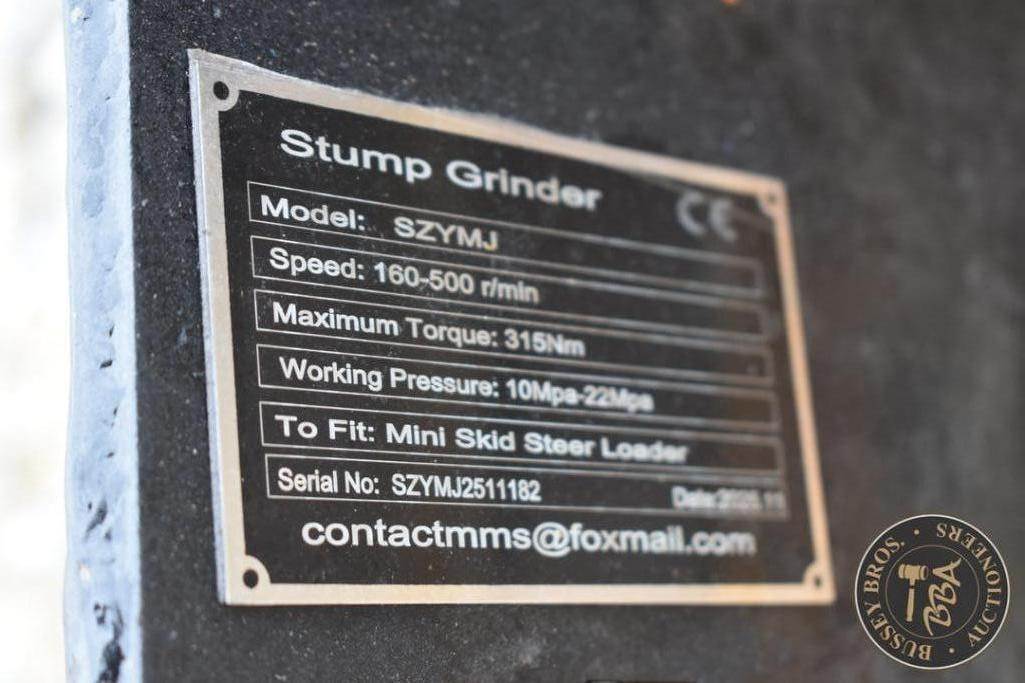 Stump Grinder
CE
Model: SZYMJ
Speed: 160-500 r/min
Maximum Torque: 315Nm
Working Pressure: 10Mpa-22Mpa
To Fit: Mini Skid Steer Loader
Serial No: SZYMJ2511182 Date:2025.11
contactmms@foxmail.com
BUSSEY BROS. · AUCTIONEERS ·
BBA